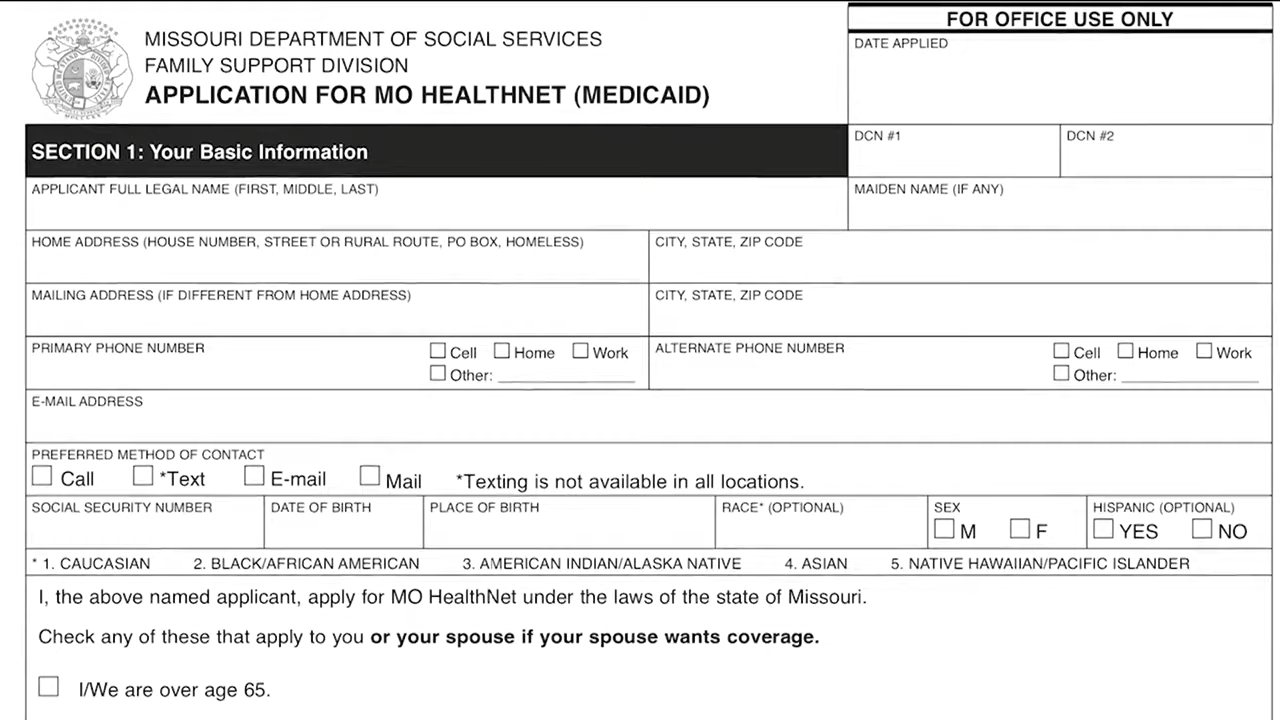 MISSOURI DEPARTMENT OF SOCIAL SERVICES
FAMILY SUPPORT DIVISION
APPLICATION FOR MO HEALTHNET (MEDICAID)
FOR OFFICE USE ONLY
DATE APPLIED
DCN #1
DCN #2
SECTION 1: Your Basic Information
APPLICANT FULL LEGAL NAME (FIRST, MIDDLE, LAST)
MAIDEN NAME (IF ANY)
HOME ADDRESS (HOUSE NUMBER, STREET OR RURAL ROUTE, PO BOX, HOMELESS)
CITY, STATE, ZIP CODE
MAILING ADDRESS (IF DIFFERENT FROM HOME ADDRESS)
CITY, STATE, ZIP CODE
PRIMARY PHONE NUMBER
Cell Home Work
Other:
ALTERNATE PHONE NUMBER
Cell Home Work
Other:
E-MAIL ADDRESS
PREFERRED METHOD OF CONTACT
Call *Text E-mail Mail *Texting is not available in all locations.
SOCIAL SECURITY NUMBER
DATE OF BIRTH
PLACE OF BIRTH
RACE* (OPTIONAL)
SEX
M F
HISPANIC (OPTIONAL)
YES NO
* 1. CAUCASIAN 2. BLACK/AFRICAN AMERICAN 3. AMERICAN INDIAN/ALASKA NATIVE 4. ASIAN 5. NATIVE HAWAIIAN/PACIFIC ISLANDER
I, the above named applicant, apply for MO HealthNet under the laws of the state of Missouri.
Check any of these that apply to you or your spouse if your spouse wants coverage.
I/We are over age 65.